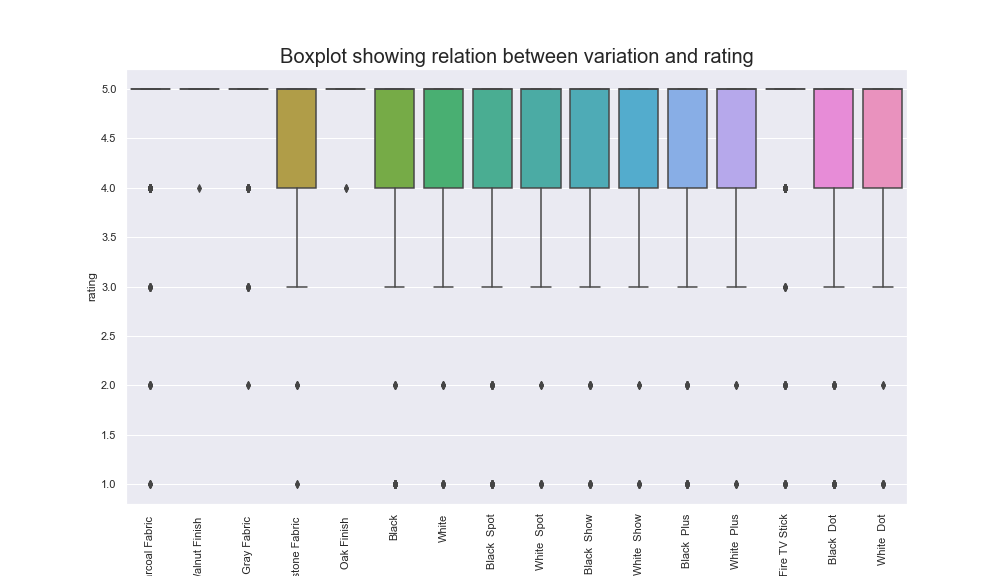 Boxplot showing relation between variation and rating
5.0
4.5
4.0
3.5
3.0
2.5
2.0
1.5
1.0
rating
Fabric
Finish
Gray Fabric
Fabric
Oak Finish
Black
White
Black Spot
White Spot
Black Show
White Show
Black Plus
White Plus
Fire TV Stick
Black Dot
White Dot